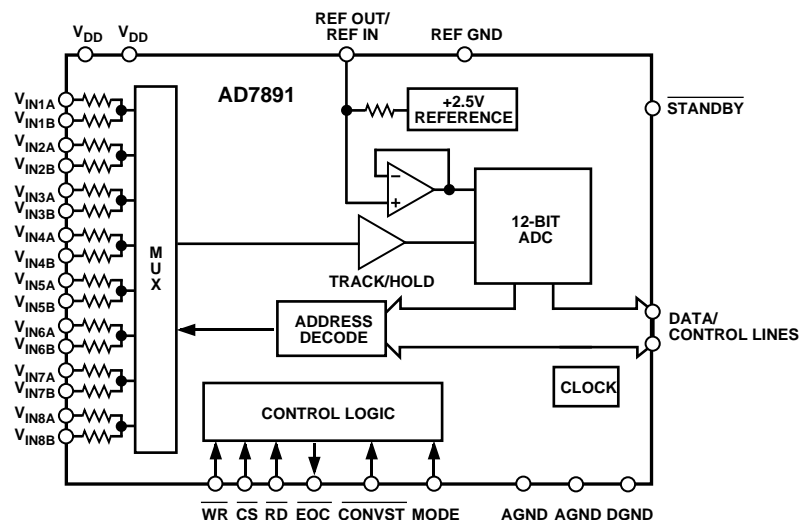 REF OUT/
REF IN
REF GND
VDD
VDD
AD7891
+2.5V
REFERENCE
STANDBY
VIN1A
VIN1B
VIN2A
VIN2B
VIN3A
VIN3B
VIN4A
VIN4B
VIN5A
VIN5B
VIN6A
VIN6B
VIN7A
VIN7B
VIN8A
VIN8B
MUX
−
+
12-BIT
ADC
TRACK/HOLD
ADDRESS
DECODE
DATA/
CONTROL LINES
CLOCK
CONTROL LOGIC
WR CS RD EOC CONVST MODE AGND AGND DGND